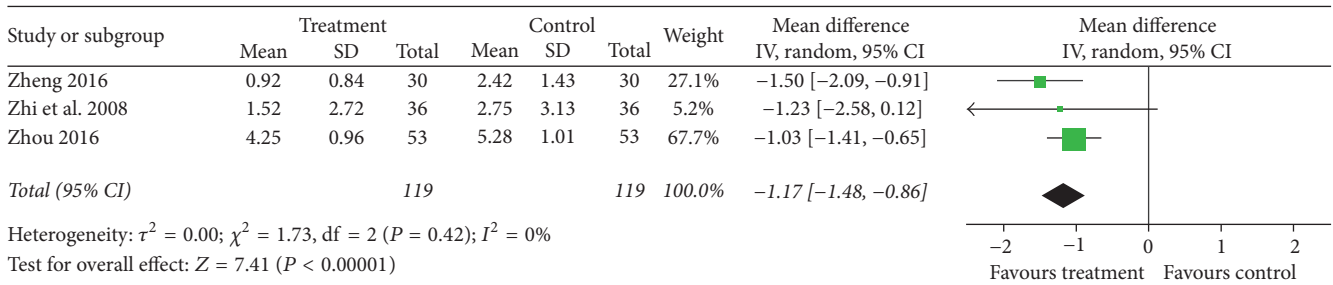 Study or subgroup Treatment Control Weight Mean difference Mean difference
Mean SD Total Mean SD Total IV, random, 95% CI IV, random, 95% CI
Zheng 2016 0.92 0.84 30 2.42 1.43 30 27.1% −1.50 [−2.09, −0.91]
Zhi et al. 2008 1.52 2.72 36 2.75 3.13 36 5.2% −1.23 [−2.58, 0.12]
Zhou 2016 4.25 0.96 53 5.28 1.01 53 67.7% −1.03 [−1.41, −0.65]
Total (95% CI) 119 119 100.0% −1.17 [−1.48, −0.86]
Heterogeneity: τ² = 0.00; χ² = 1.73, df = 2 (P = 0.42); I² = 0%
Test for overall effect: Z = 7.41 (P < 0.00001)
−2 −1 0 1 2
Favours treatment Favours control